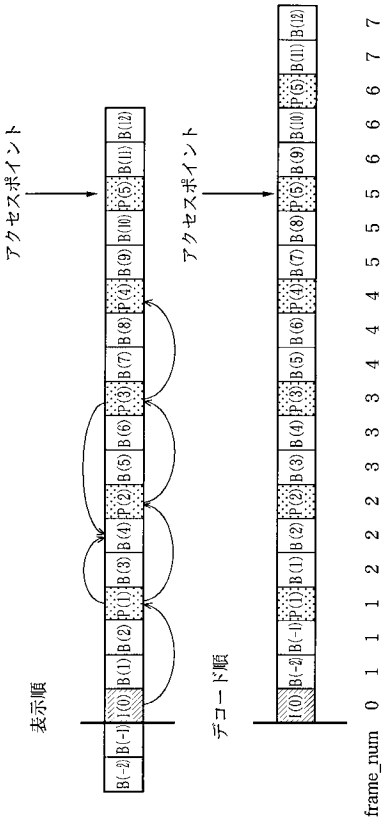 表示順
アクセスポイント
B(-2) B(-1) I(0) B(1) B(2) P(1) B(3) B(4) P(2) B(5) B(6) P(3) B(7) B(8) P(4) B(9) B(10) P(5) B(11) B(12)
デコード順
アクセスポイント
I(0) B(-2) B(-1) P(1) B(1) B(2) P(2) B(3) B(4) P(3) B(5) B(6) P(4) B(7) B(8) P(5) B(9) B(10) P(5) B(11) B(12)
frame_num 0 1 1 1 2 2 2 3 3 3 4 4 4 5 5 5 6 6 6 7 7